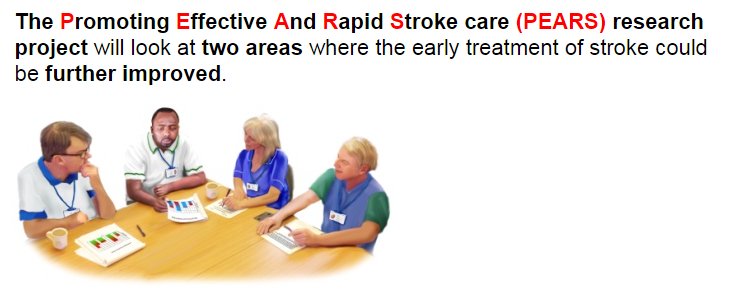 The Promoting Effective And Rapid Stroke care (PEARS) research
project will look at two areas where the early treatment of stroke could
be further improved.